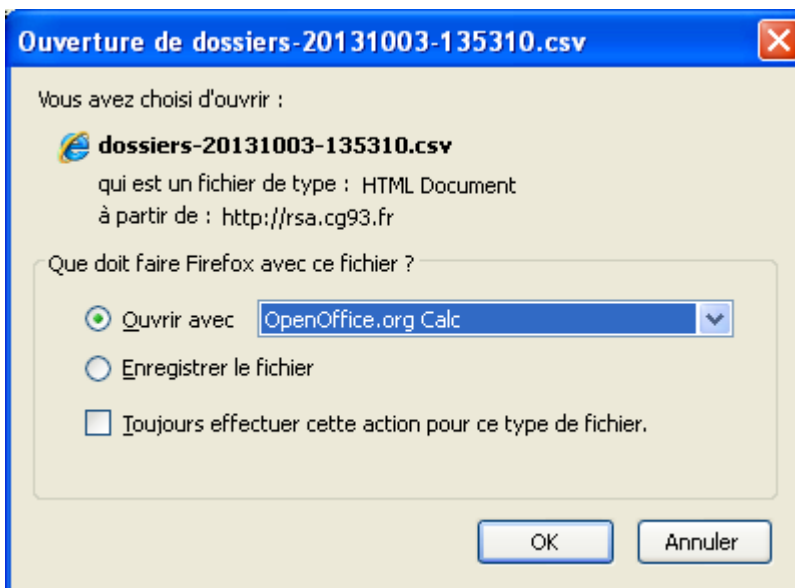 Ouverture de dossiers-20131003-135310.csv
Vous avez choisi d'ouvrir :
dossiers-20131003-135310.csv
qui est un fichier de type : HTML Document
à partir de : http://rsa.cg93.fr
Que doit faire Firefox avec ce fichier ?
Ouvrir avec OpenOffice.org Calc
Enregistrer le fichier
Toujours effectuer cette action pour ce type de fichier.
OK Annuler